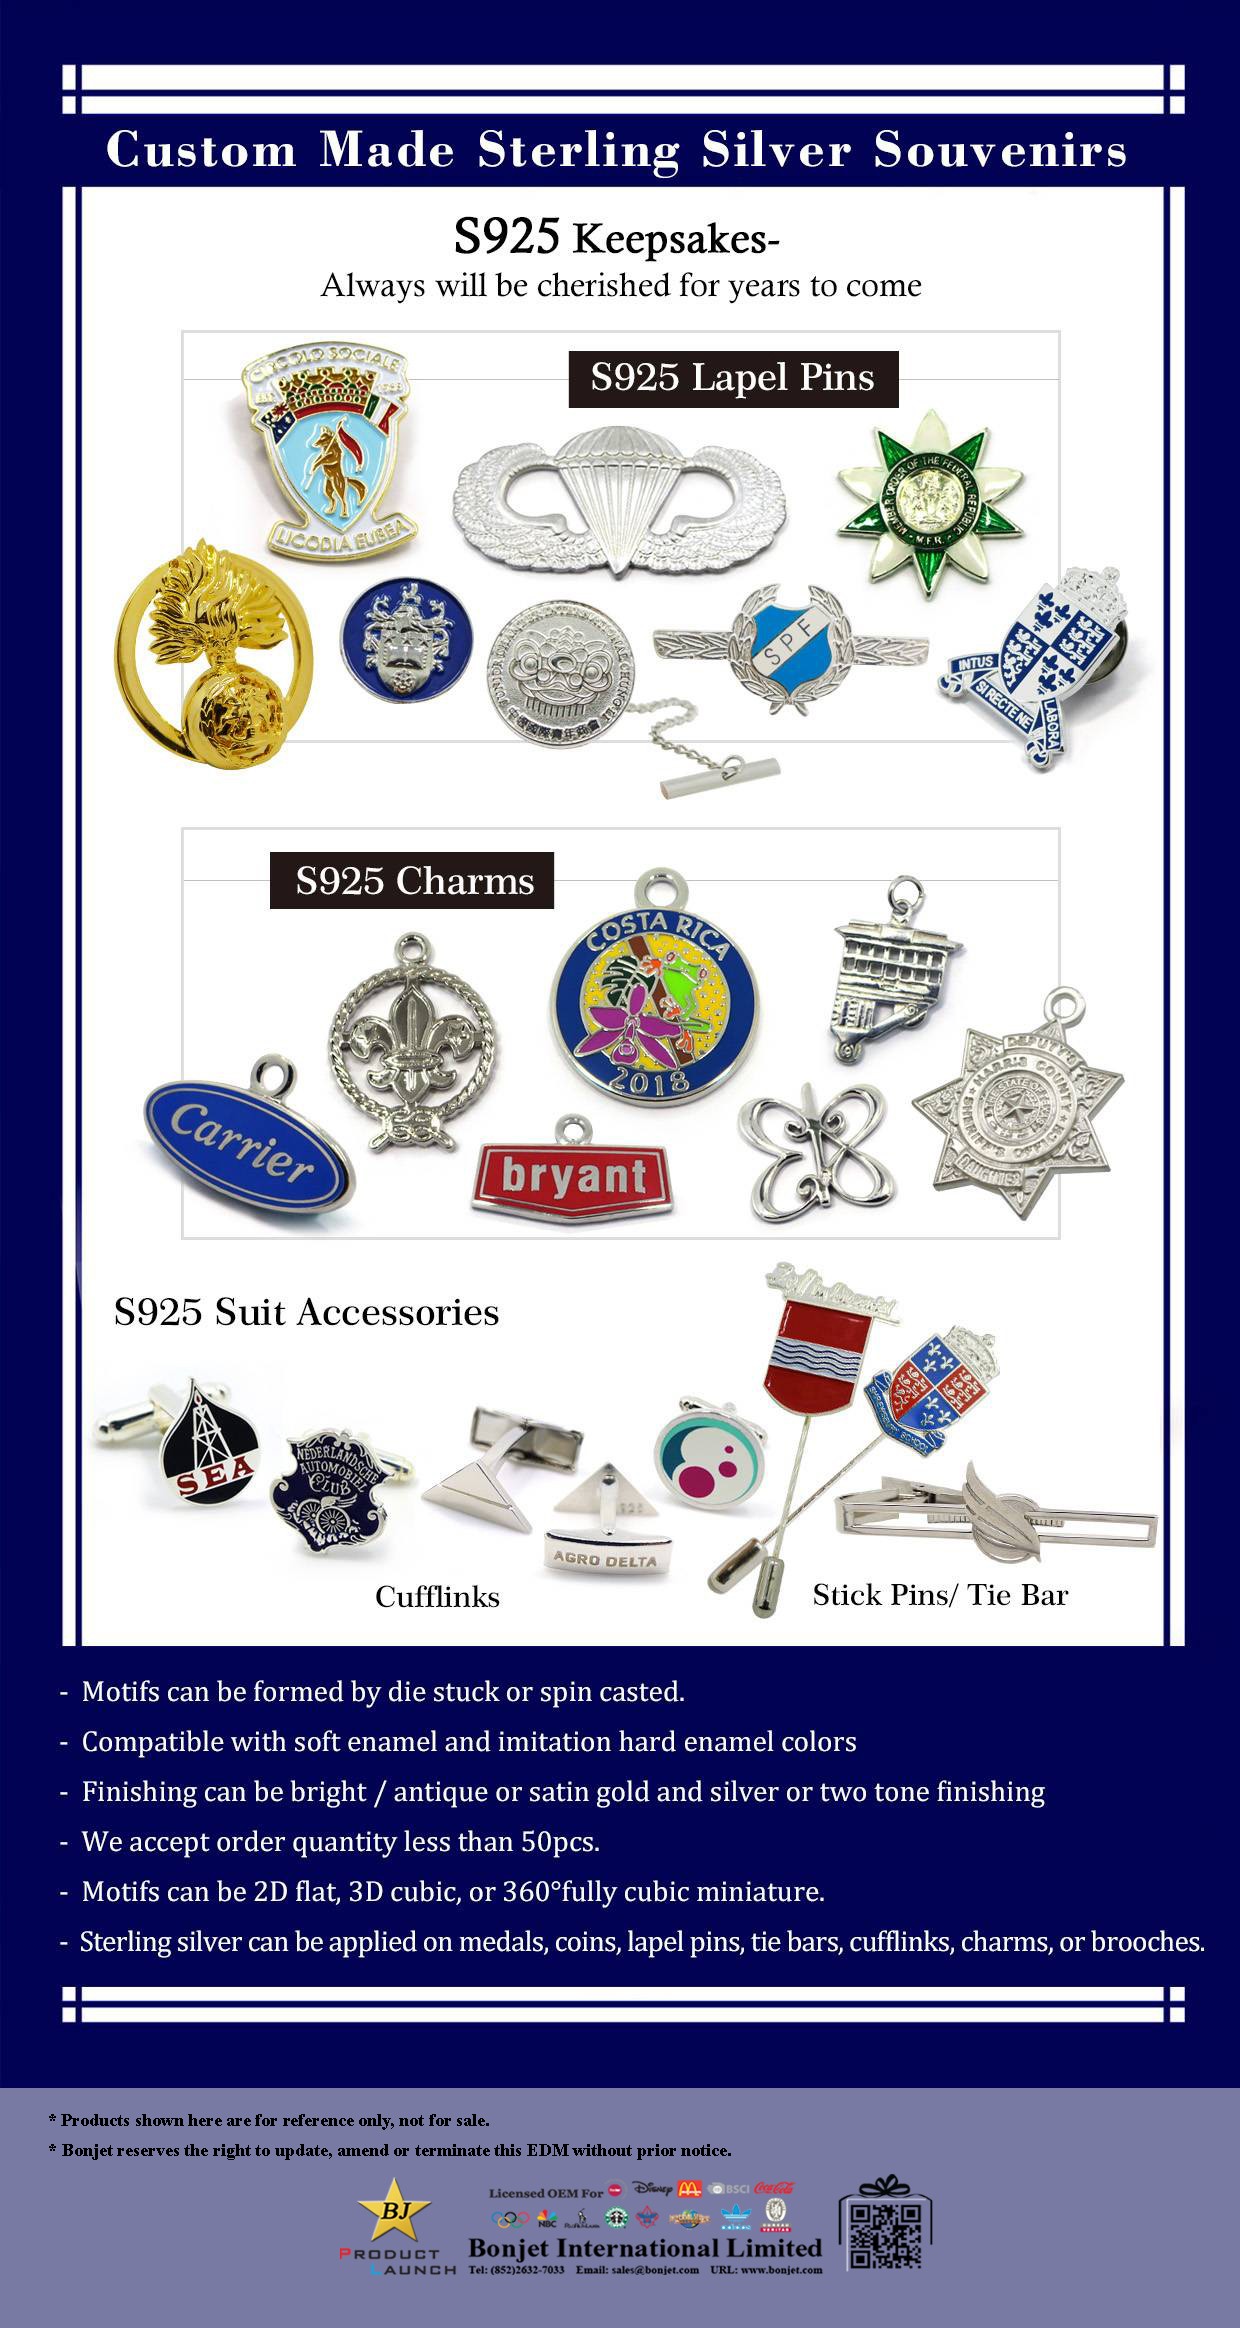 Custom Made Sterling Silver Souvenirs
S925 Keepsakes-
Always will be cherished for years to come
S925 Lapel Pins
CIRCOLO SOCIALE
LICODIA EUBEA
MEMBER ORDER OF THE FEDERAL REPUBLIC
M.F.R.
SPF
INTUS
SI RECTE NE
LABORA
S925 Charms
COSTA RICA
2018
Carrier
bryant
DEPUTY'S
HARRIS COUNTY
SHERIFF'S OFFICE
DAUGHTER
S925 Suit Accessories
SEA
NEDERLANDSCHE
AUTOMOBIEL
CLUB
AGRO DELTA
SHREWSBURY SCHOOL
Cufflinks
Stick Pins/ Tie Bar
- Motifs can be formed by die stuck or spin casted.
- Compatible with soft enamel and imitation hard enamel colors
- Finishing can be bright / antique or satin gold and silver or two tone finishing
- We accept order quantity less than 50pcs.
- Motifs can be 2D flat, 3D cubic, or 360°fully cubic miniature.
- Sterling silver can be applied on medals, coins, lapel pins, tie bars, cufflinks, charms, or brooches.
* Products shown here are for reference only, not for sale.
* Bonjet reserves the right to update, amend or terminate this EDM without prior notice.
BJ
PRODUCT
LAUNCH
Licensed OEM For Disney BSCI Coca-Cola
NBC
Bonjet International Limited
Tel: (852)2632-7033 Email: sales@bonjet.com URL: www.bonjet.com